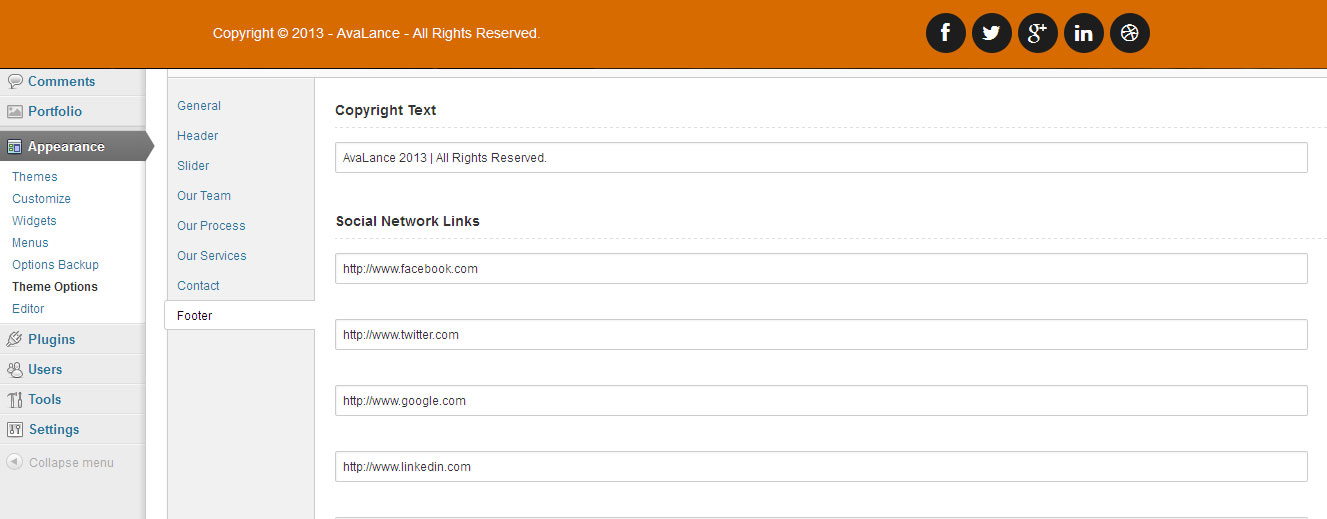 Copyright © 2013 - AvaLance - All Rights Reserved.
f
g+
in
Comments
Portfolio
Appearance
Themes
Customize
Widgets
Menus
Options Backup
Theme Options
Editor
Plugins
Users
Tools
Settings
Collapse menu
General
Header
Slider
Our Team
Our Process
Our Services
Contact
Footer
Copyright Text
AvaLance 2013 | All Rights Reserved.
Social Network Links
http://www.facebook.com
http://www.twitter.com
http://www.google.com
http://www.linkedin.com